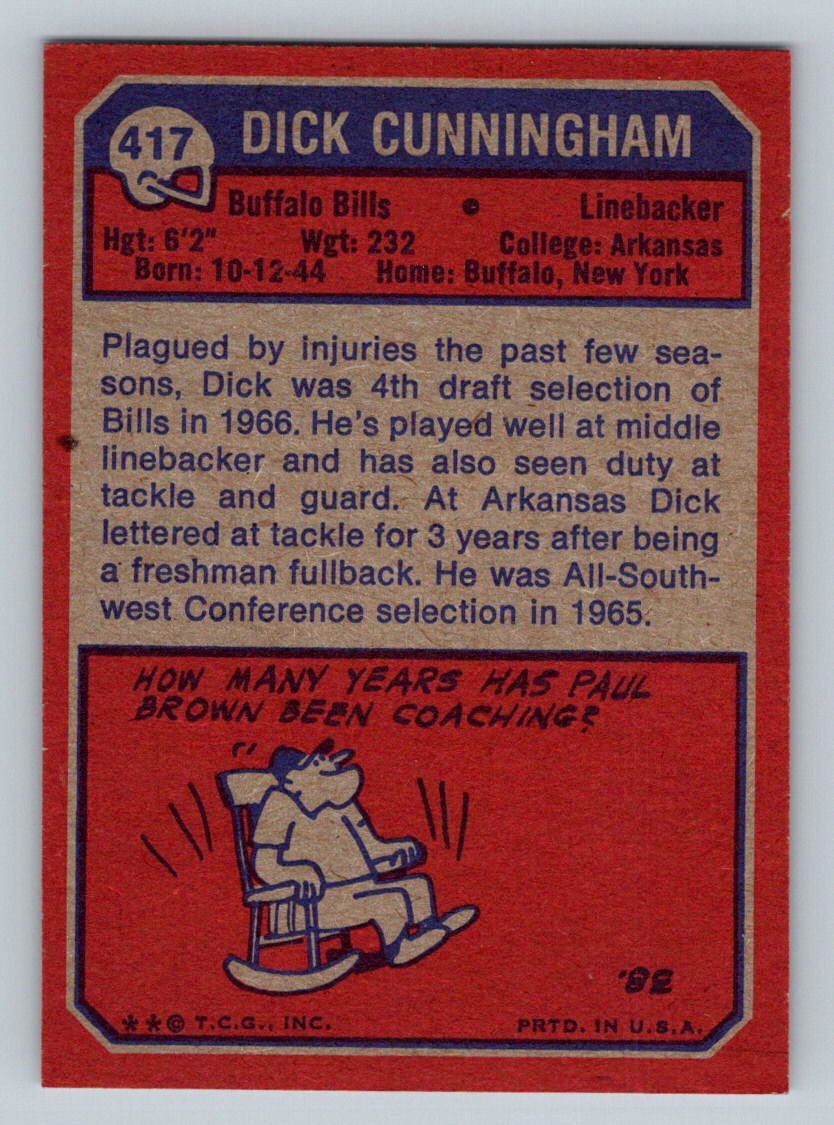 417
DICK CUNNINGHAM
Buffalo Bills • Linebacker
Hgt: 6'2" Wgt: 232 College: Arkansas
Born: 10-12-44 Home: Buffalo, New York
Plagued by injuries the past few sea-
sons, Dick was 4th draft selection of
Bills in 1966. He's played well at middle
linebacker and has also seen duty at
tackle and guard. At Arkansas Dick
lettered at tackle for 3 years after being
a freshman fullback. He was All-South-
west Conference selection in 1965.
HOW MANY YEARS HAS PAUL
BROWN BEEN COACHING?
'82
**© T.C.G., INC. PRTD. IN U.S.A.